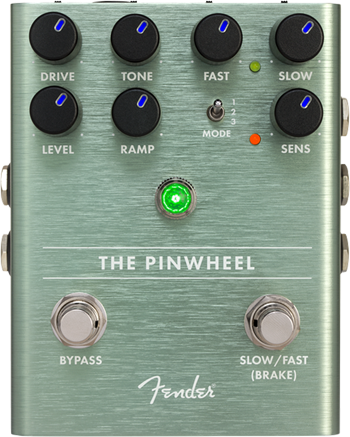 DRIVE TONE FAST SLOW
1
2
3
MODE
LEVEL RAMP SENS
THE PINWHEEL
BYPASS
SLOW/FAST
(BRAKE)
Fender